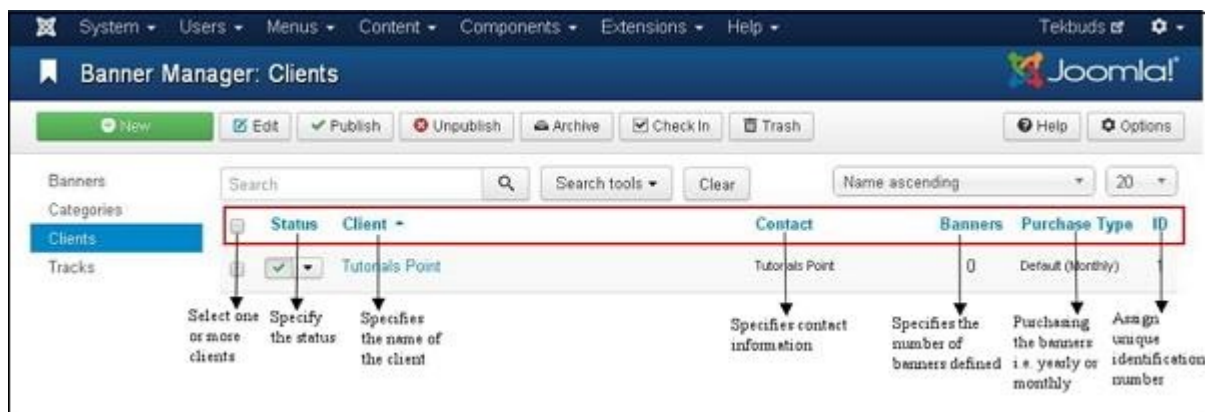 System Users Menus Content Components Extensions Help Tekbuds
Banner Manager: Clients Joomla!
New Edit Publish Unpublish Archive Check In Trash Help Options
Banners
Categories
Clients
Tracks
Search Search tools Clear Name ascending 20
Status Client Contact Banners Purchase Type ID
Tutorials Point Tutorials Point 0 Default (Monthly) 1
Select one
or more
clients
Specify
the status
Specifies
the name of
the client
Specifies contact
information
Specifies the
number of
banners defined
Purchasing
the banners
i.e. yearly or
monthly
Assign
unique
identification
number